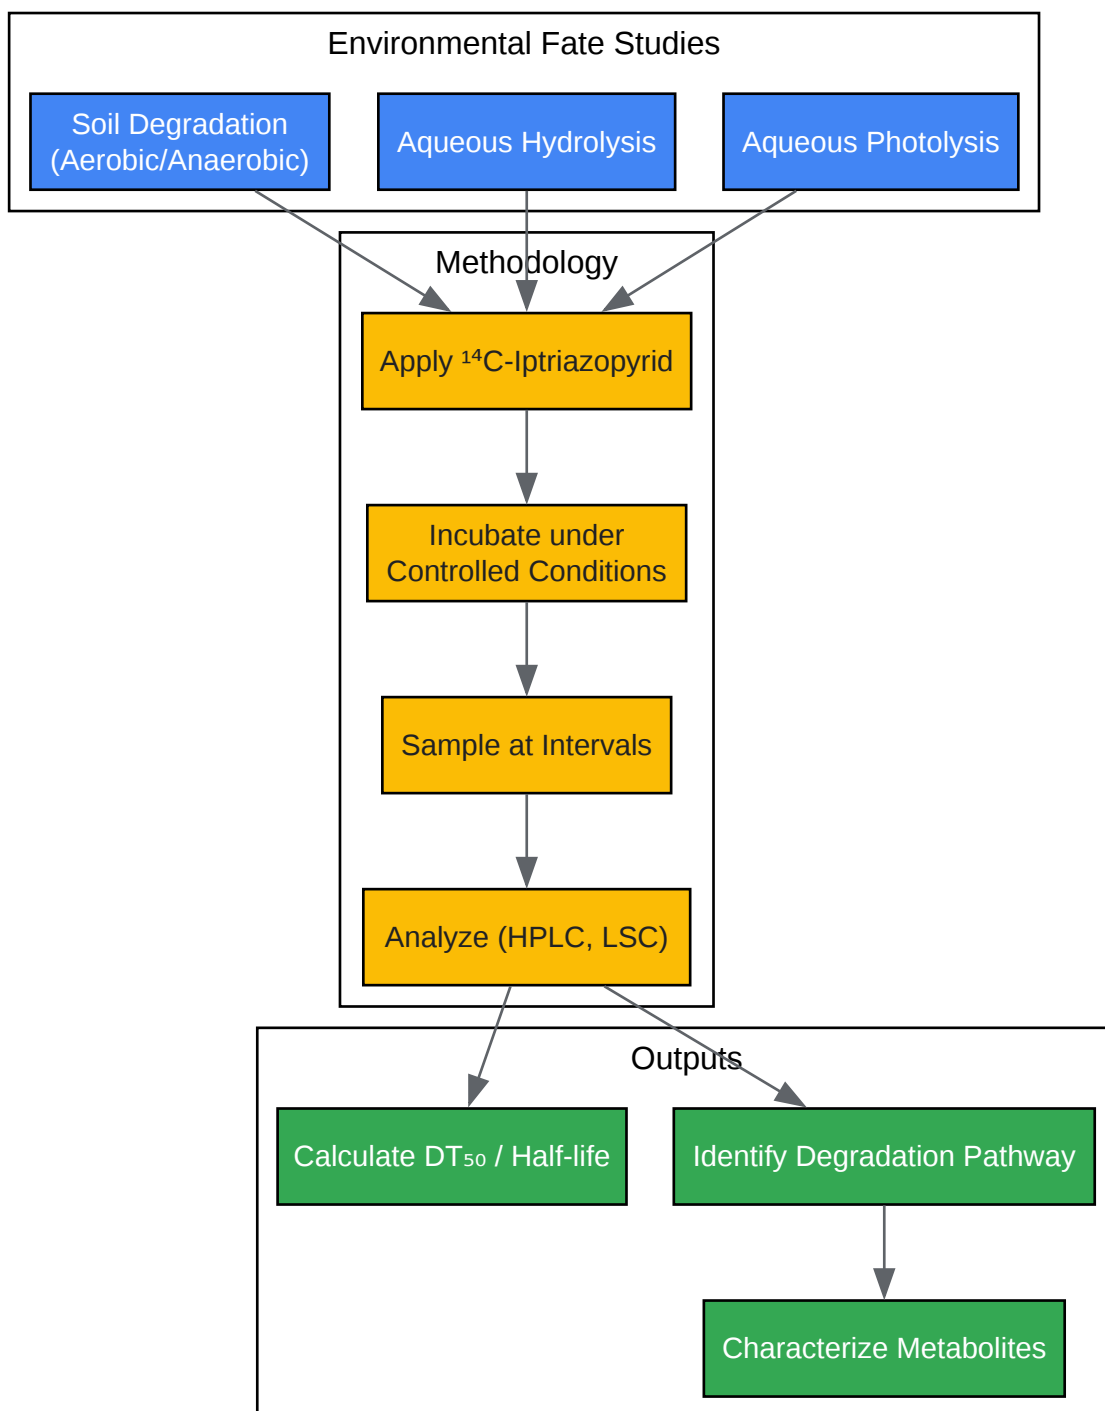 Environmental Fate Studies
Soil Degradation
(Aerobic/Anaerobic)
Aqueous Hydrolysis
Aqueous Photolysis
Methodology
Apply ¹⁴C-Iptriazopyrid
Incubate under
Controlled Conditions
Sample at Intervals
Analyze (HPLC, LSC)
Outputs
Calculate DT₅₀ / Half-life
Identify Degradation Pathway
Characterize Metabolites